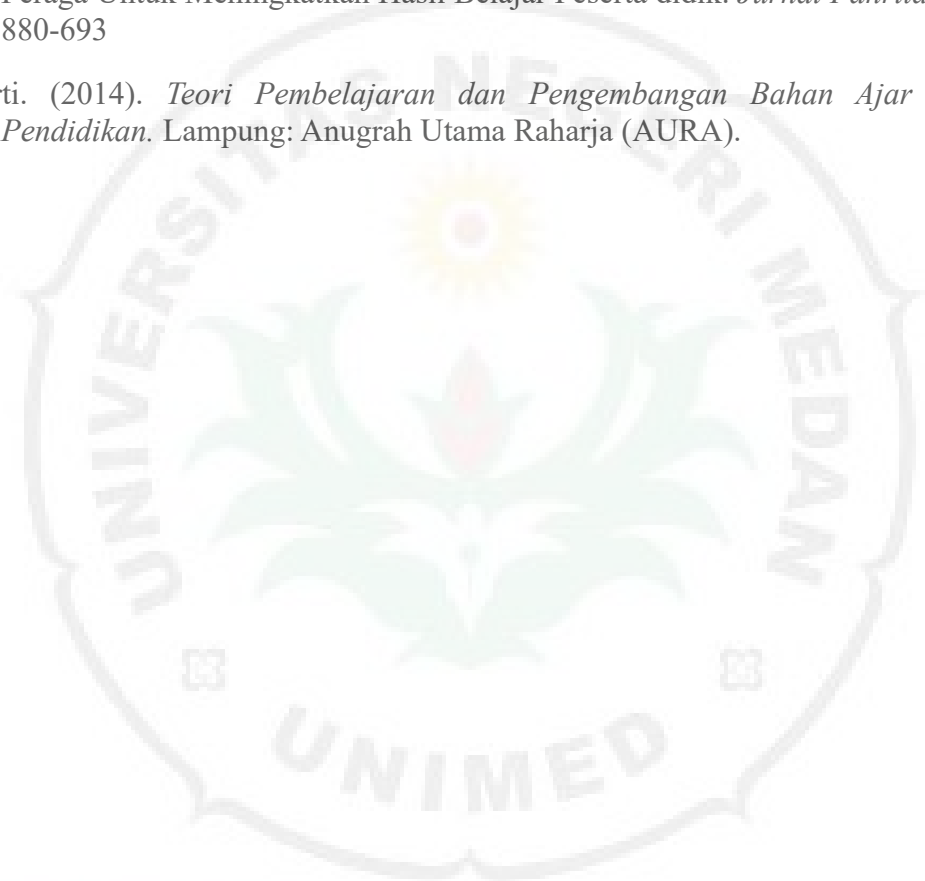 Peraga Untuk Meningkatkan Hasil Belajar Peserta didik. Jurnal
880-693
rti. (2014). Teori Pembelajaran dan Pengembangan Bahan Ajar
Pendidikan. Lampung: Anugrah Utama Raharja (AURA).
UNIVERSITAS NEGERI MEDAN
UNIMED